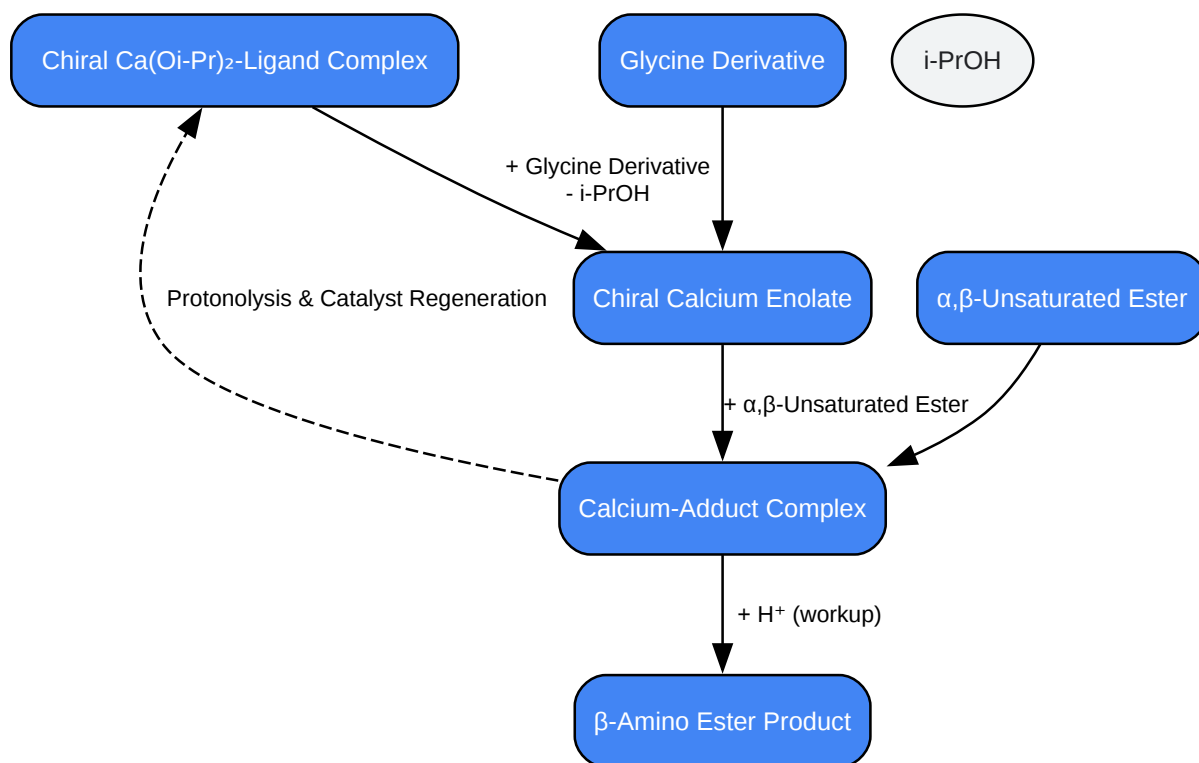 Chiral Ca(Oi-Pr)₂-Ligand Complex
Glycine Derivative
i-PrOH
+ Glycine Derivative
- i-PrOH
Protonolysis & Catalyst Regeneration
Chiral Calcium Enolate
α,β-Unsaturated Ester
+ α,β-Unsaturated Ester
Calcium-Adduct Complex
+ H⁺ (workup)
β-Amino Ester Product